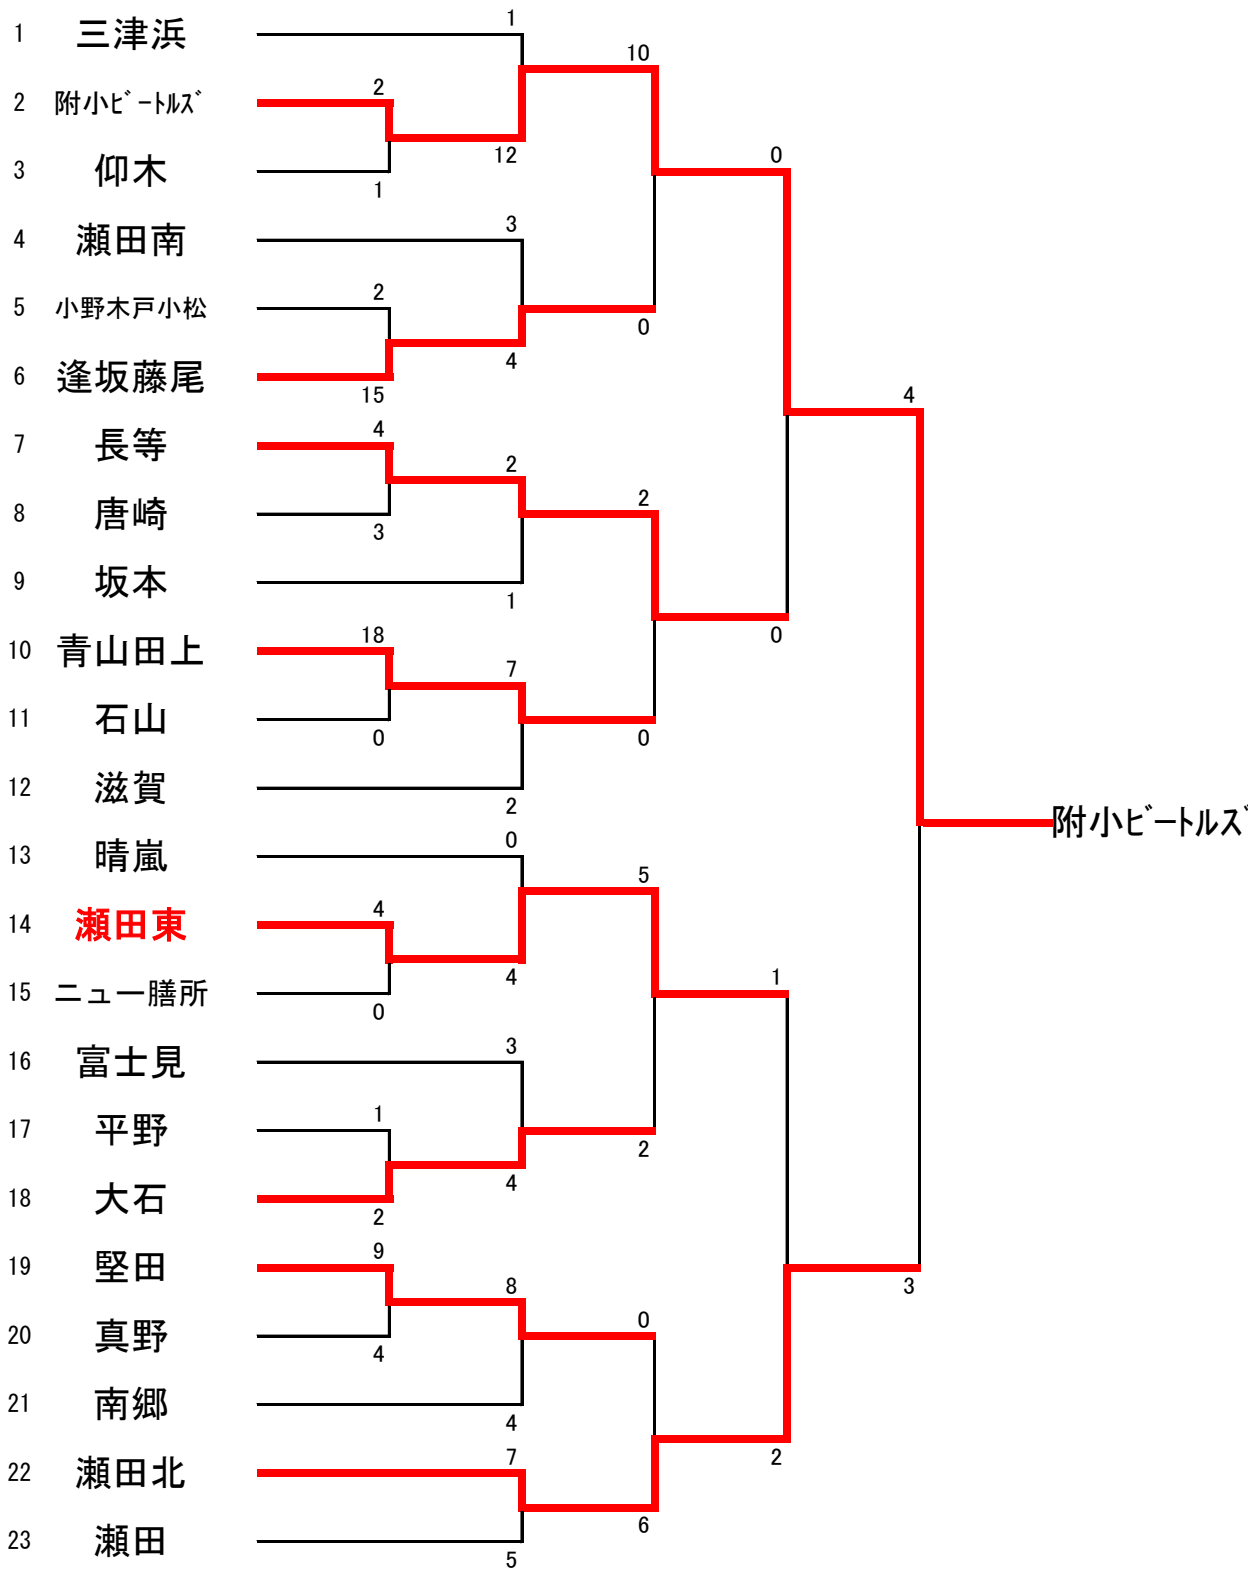 1
1 三津浜
10
2
2 附小ビートルズ
12
0
3 仰木
1
3
4 瀬田南
2
5 小野木戸小松
0
4
6 逢坂藤尾
15
4
4
7 長等
2
2
8 唐崎
3
9 坂本
1
18
0
10 青山田上
7
11 石山
0
0
12 滋賀
2
0
附小ビートルズ
13 晴嵐
5
4
14 瀬田東
4
1
15 ニュー膳所
0
3
16 富士見
1
17 平野
2
4
18 大石
2
9
19 堅田
8
3
0
20 真野
4
21 南郷
4
7
2
22 瀬田北
6
23 瀬田
5